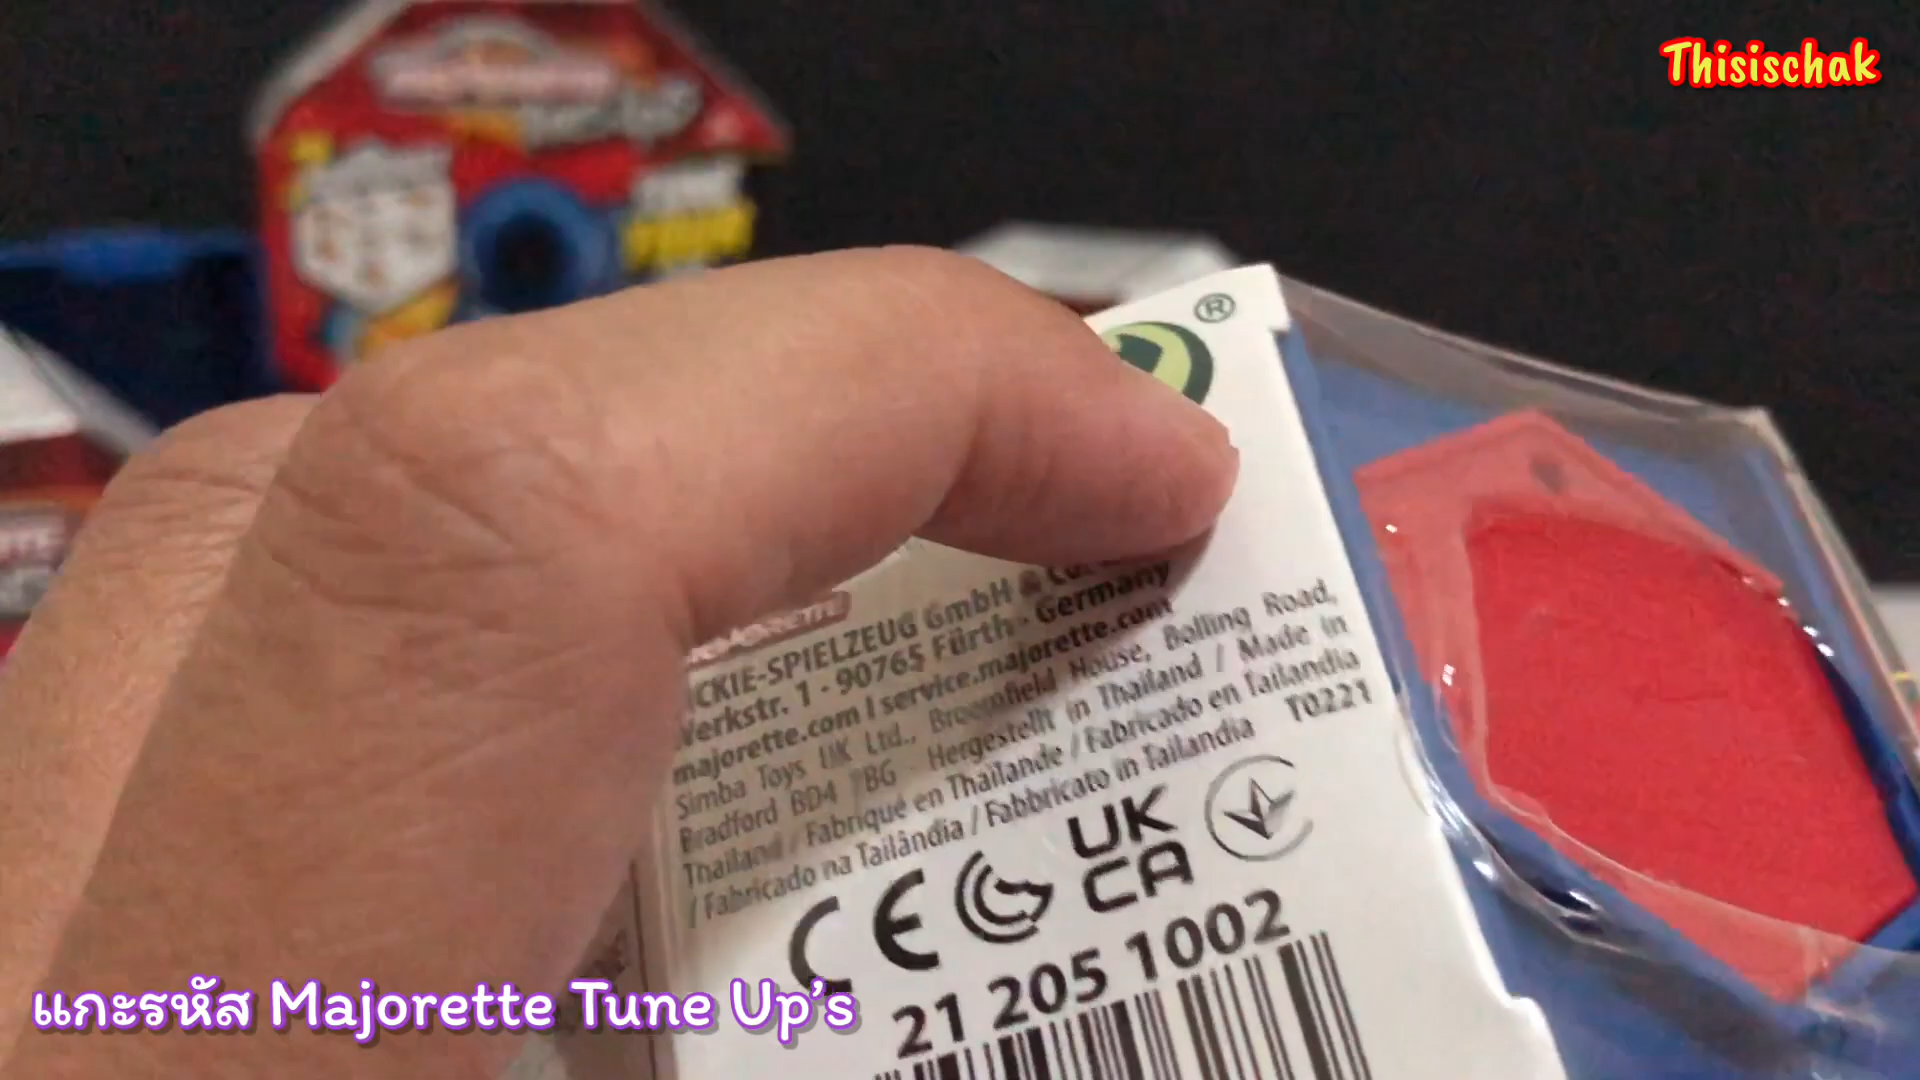 Thisischak
®
CKIE-SPIELZEUG GmbH & Co.
Werkstr. 1 · 90765 Fürth · Germany
majorette.com I service.majorette.com
Simba Toys UK Ltd., Broomfield House, Bolling Road,
Bradford BD4 7BG · Hergestellt in Thailand / Made in
Thailand / Fabriqué en Thaïlande / Fabricado en Tailandia
/ Fabricado na Tailândia / Fabbricato in Tailandia T0221
CE UK
CA
21 205 1002
แกะรหัส Majorette Tune Up’s